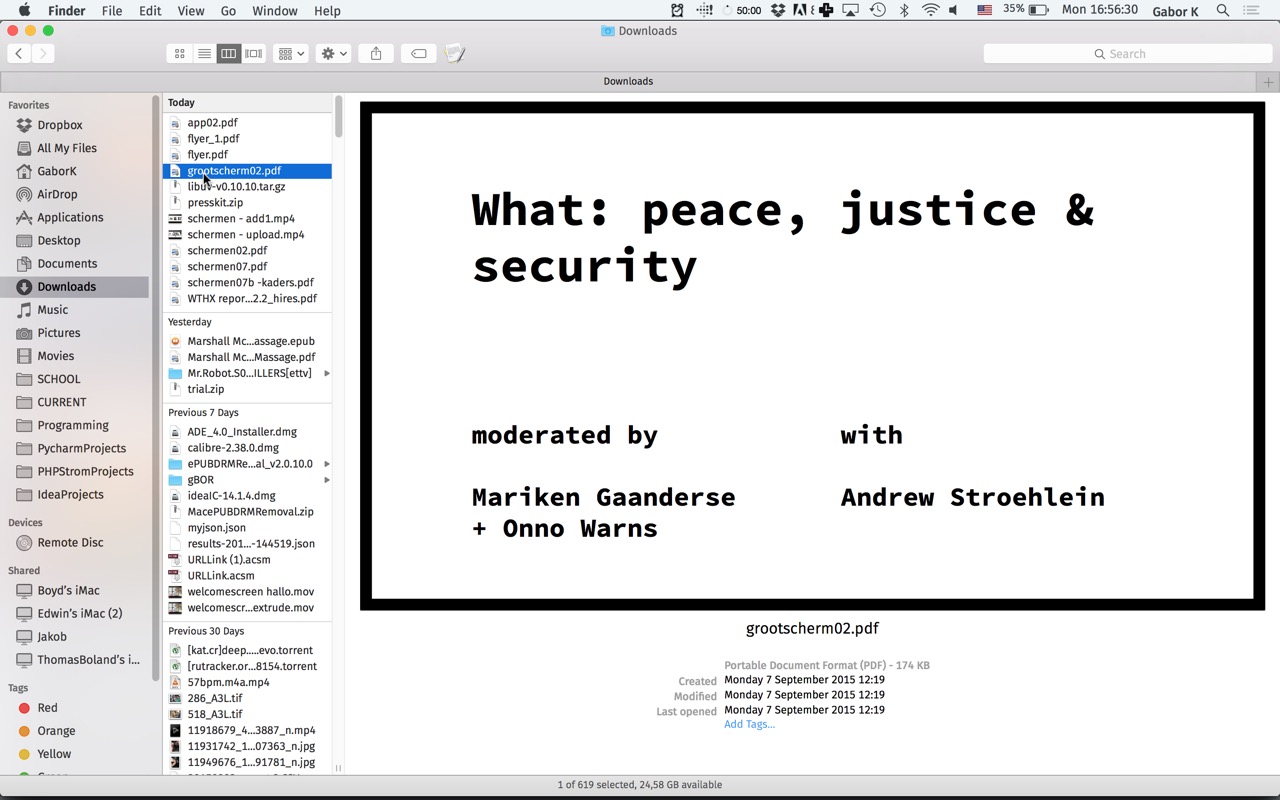 Finder File Edit View Go Window Help 50:00 35% Mon 16:56:30 Gabor K
Downloads
Search
Downloads
Favorites
Dropbox
All My Files
GaborK
AirDrop
Applications
Desktop
Documents
Downloads
Music
Pictures
Movies
SCHOOL
CURRENT
Programming
PycharmProjects
PHPStromProjects
IdeaProjects
Devices
Remote Disc
Shared
Boyd's iMac
Edwin's iMac (2)
Jakob
ThomasBoland's i...
Tags
Red
Orange
Yellow
Today
app02.pdf
flyer_1.pdf
flyer.pdf
grootscherm02.pdf
libuv-v0.10.10.tar.gz
presskit.zip
schermen - add1.mp4
schermen - upload.mp4
schermen02.pdf
schermen07.pdf
schermen07b -kaders.pdf
WTHX repor...2.2_hires.pdf
Yesterday
Marshall Mc...assage.epub
Marshall Mc...Massage.pdf
Mr.Robot.S0...ILLERS[ettv]
trial.zip
Previous 7 Days
ADE_4.0_Installer.dmg
calibre-2.38.0.dmg
ePUBDRMRe...al_v2.0.10.0
gBOR
ideaIC-14.1.4.dmg
MacePUBDRMRemoval.zip
myjson.json
results-201...-144519.json
URLLink (1).acsm
URLLink.acsm
welcomescreen hallo.mov
welcomescr...extrude.mov
Previous 30 Days
[kat.cr]deep.....evo.torrent
[rutracker.or...8154.torrent
57bpm.m4a.mp4
286_A3L.tif
518_A3L.tif
11918679_4...3887_n.mp4
11931742_1...07363_n.jpg
11949676_1...91781_n.jpg
What: peace, justice &
security
moderated by
Mariken Gaanderse
+ Onno Warns
with
Andrew Stroehlein
grootscherm02.pdf
Portable Document Format (PDF) - 174 KB
Created Monday 7 September 2015 12:19
Modified Monday 7 September 2015 12:19
Last opened Monday 7 September 2015 12:19
Add Tags...
1 of 619 selected, 24,58 GB available